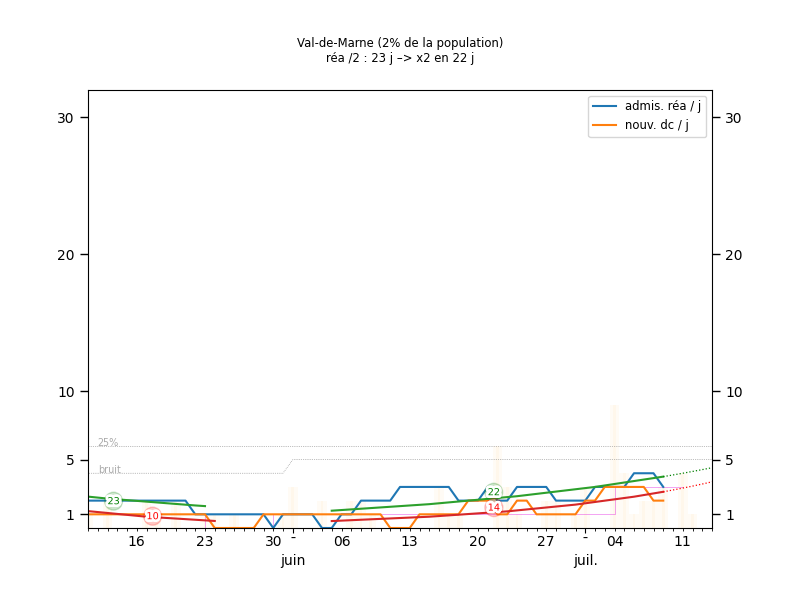 Val-de-Marne (2% de la population)
réa /2 : 23 j –> x2 en 22 j
admis. réa / j
nouv. dc / j
30 30
20 20
10 10
25%
5 5
bruit
23 22
10 14
1 1
16 23 30 - 06 13 20 27 - 04 11
juin juil.